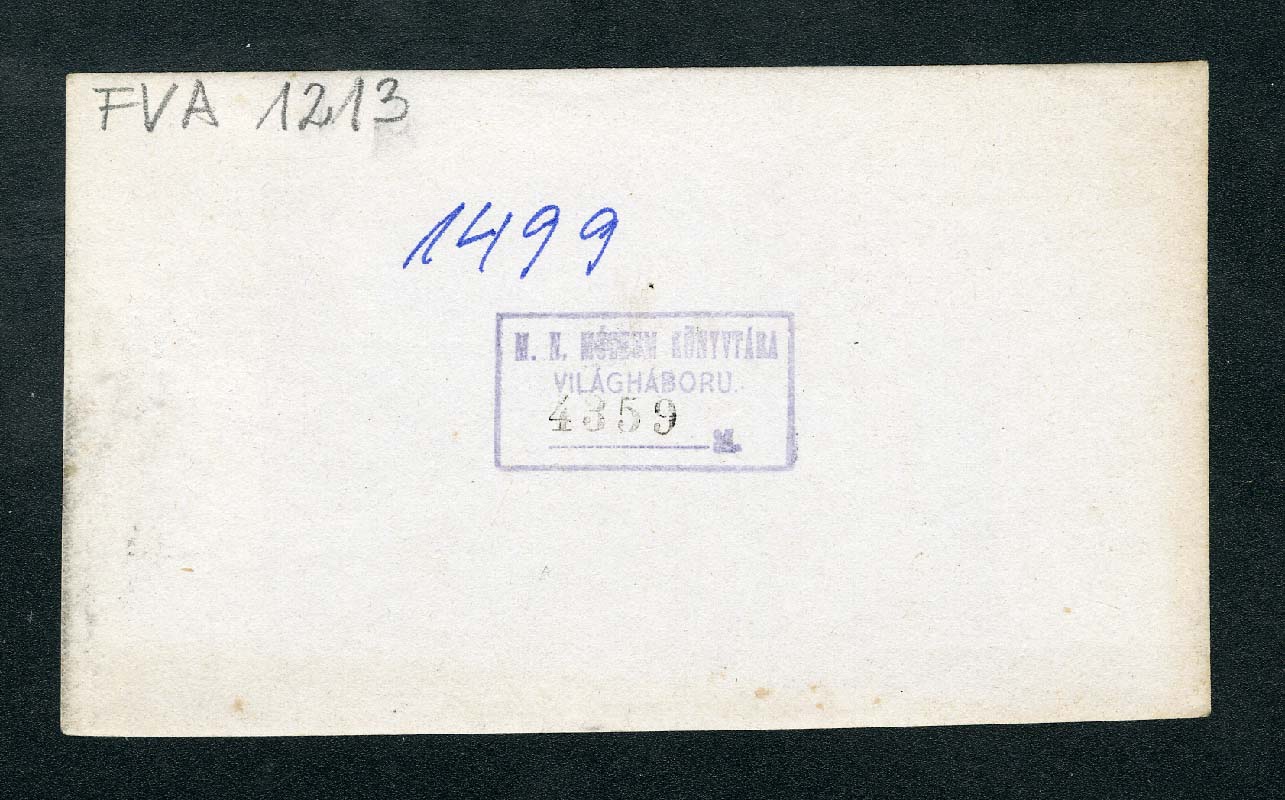 FVA 1213
1499
M. N. MÚZEUM KÖNYVTÁRA
VILÁGHÁBORU.
4359